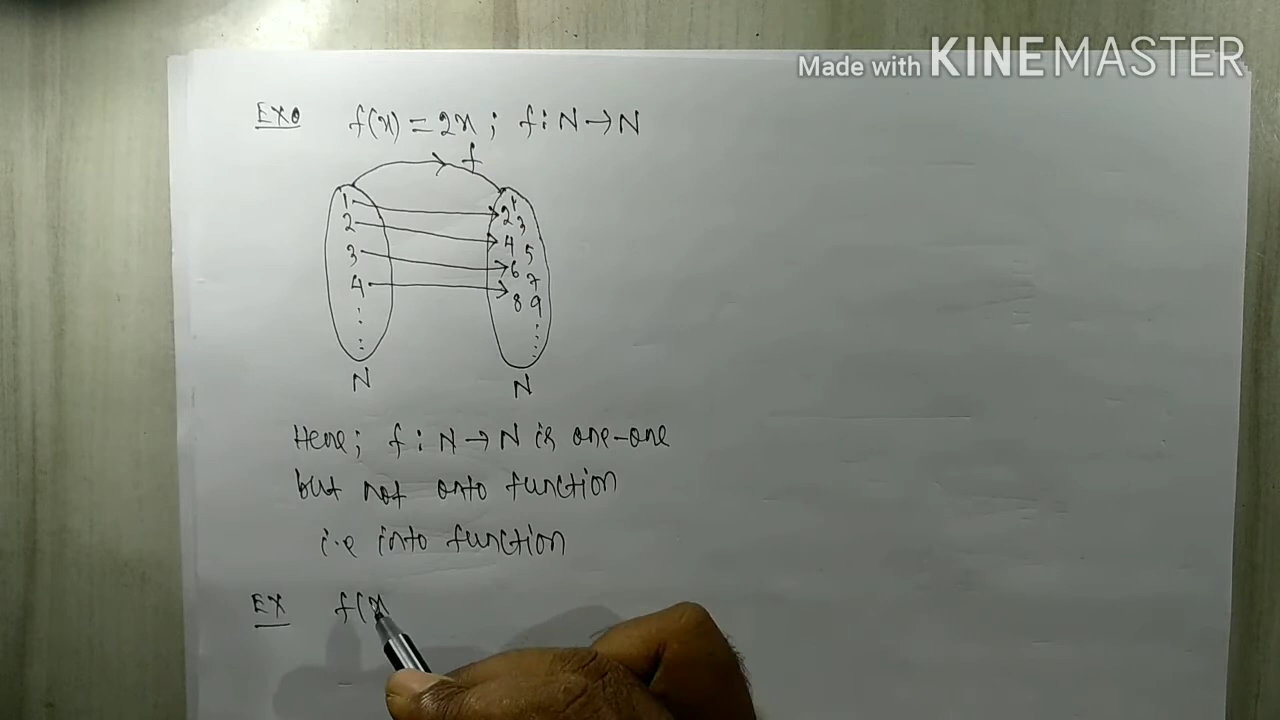 Made with KINEMASTER
Ex. f(x) = 2x; f: N → N
f
1 2 3 4
1 2 3 4 5 6 7 8 9
N N
Here; f: N → N is one-one
but not onto function
i.e into function
Ex f(x